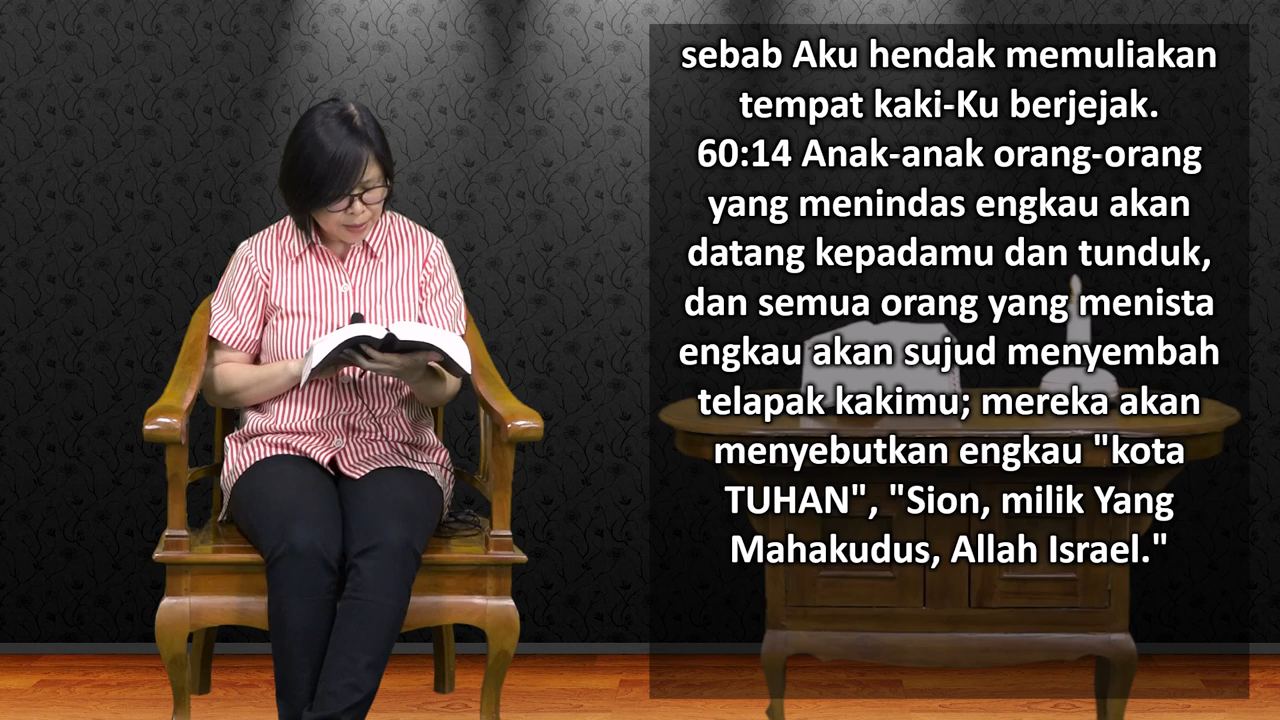 sebab Aku hendak memuliakan
tempat kaki-Ku berjejak.
60:14 Anak-anak orang-orang
yang menindas engkau akan
datang kepadamu dan tunduk,
dan semua orang yang menista
engkau akan sujud menyembah
telapak kakimu; mereka akan
menyebutkan engkau "kota
TUHAN", "Sion, milik Yang
Mahakudus, Allah Israel."